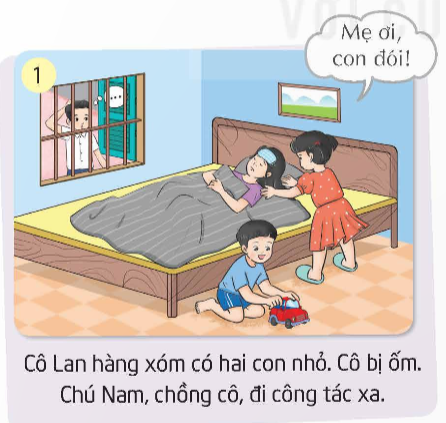 Mẹ ơi,
con đói!
1
...
Cô Lan hàng xóm có hai con nhỏ. Cô bị ốm.
Chú Nam, chồng cô, đi công tác xa.